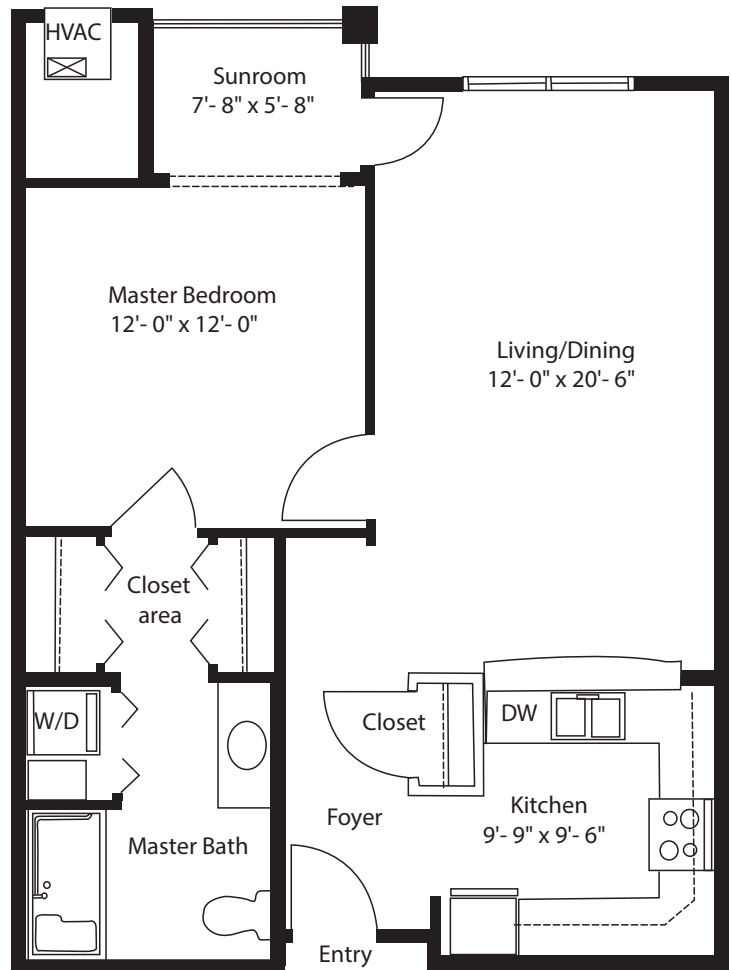 HVAC
Sunroom
7'- 8" x 5'- 8"
Master Bedroom
12'- 0" x 12'- 0"
Living/Dining
12'- 0" x 20'- 6"
Closet
area
W/D
Closet
DW
Kitchen
9'- 9" x 9'- 6"
Foyer
Master Bath
Entry